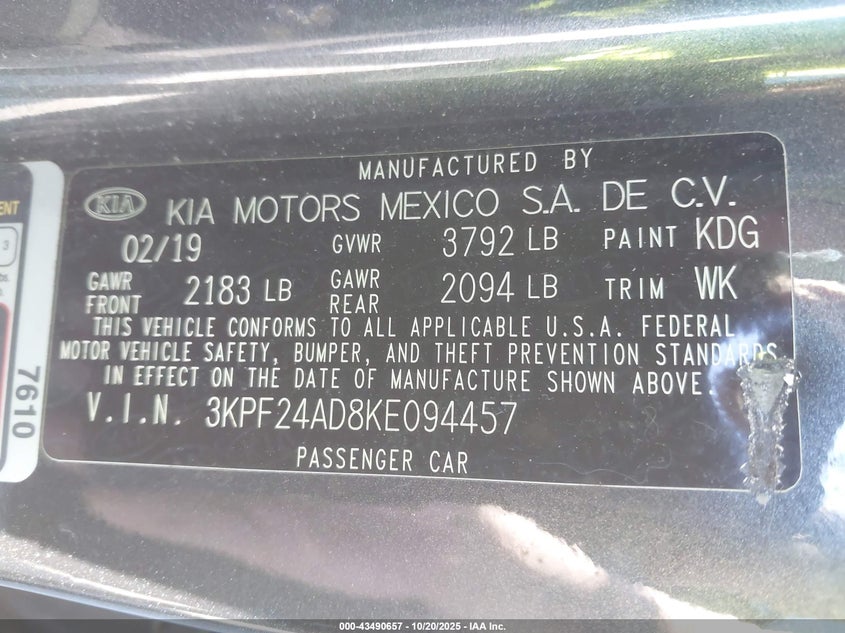 MANUFACTURED BY
KIA KIA MOTORS MEXICO S.A. DE C.V.
02/19 GVWR 3792 LB PAINT KDG
GAWR FRONT 2183 LB GAWR REAR 2094 LB TRIM WK
THIS VEHICLE CONFORMS TO ALL APPLICABLE U.S.A. FEDERAL
MOTOR VEHICLE SAFETY, BUMPER, AND THEFT PREVENTION STANDARDS
IN EFFECT ON THE DATE OF MANUFACTURE SHOWN ABOVE.
V.I.N. 3KPF24AD8KE094457
PASSENGER CAR
7610
3
000-43490657 - 10/20/2025 - IAA Inc.